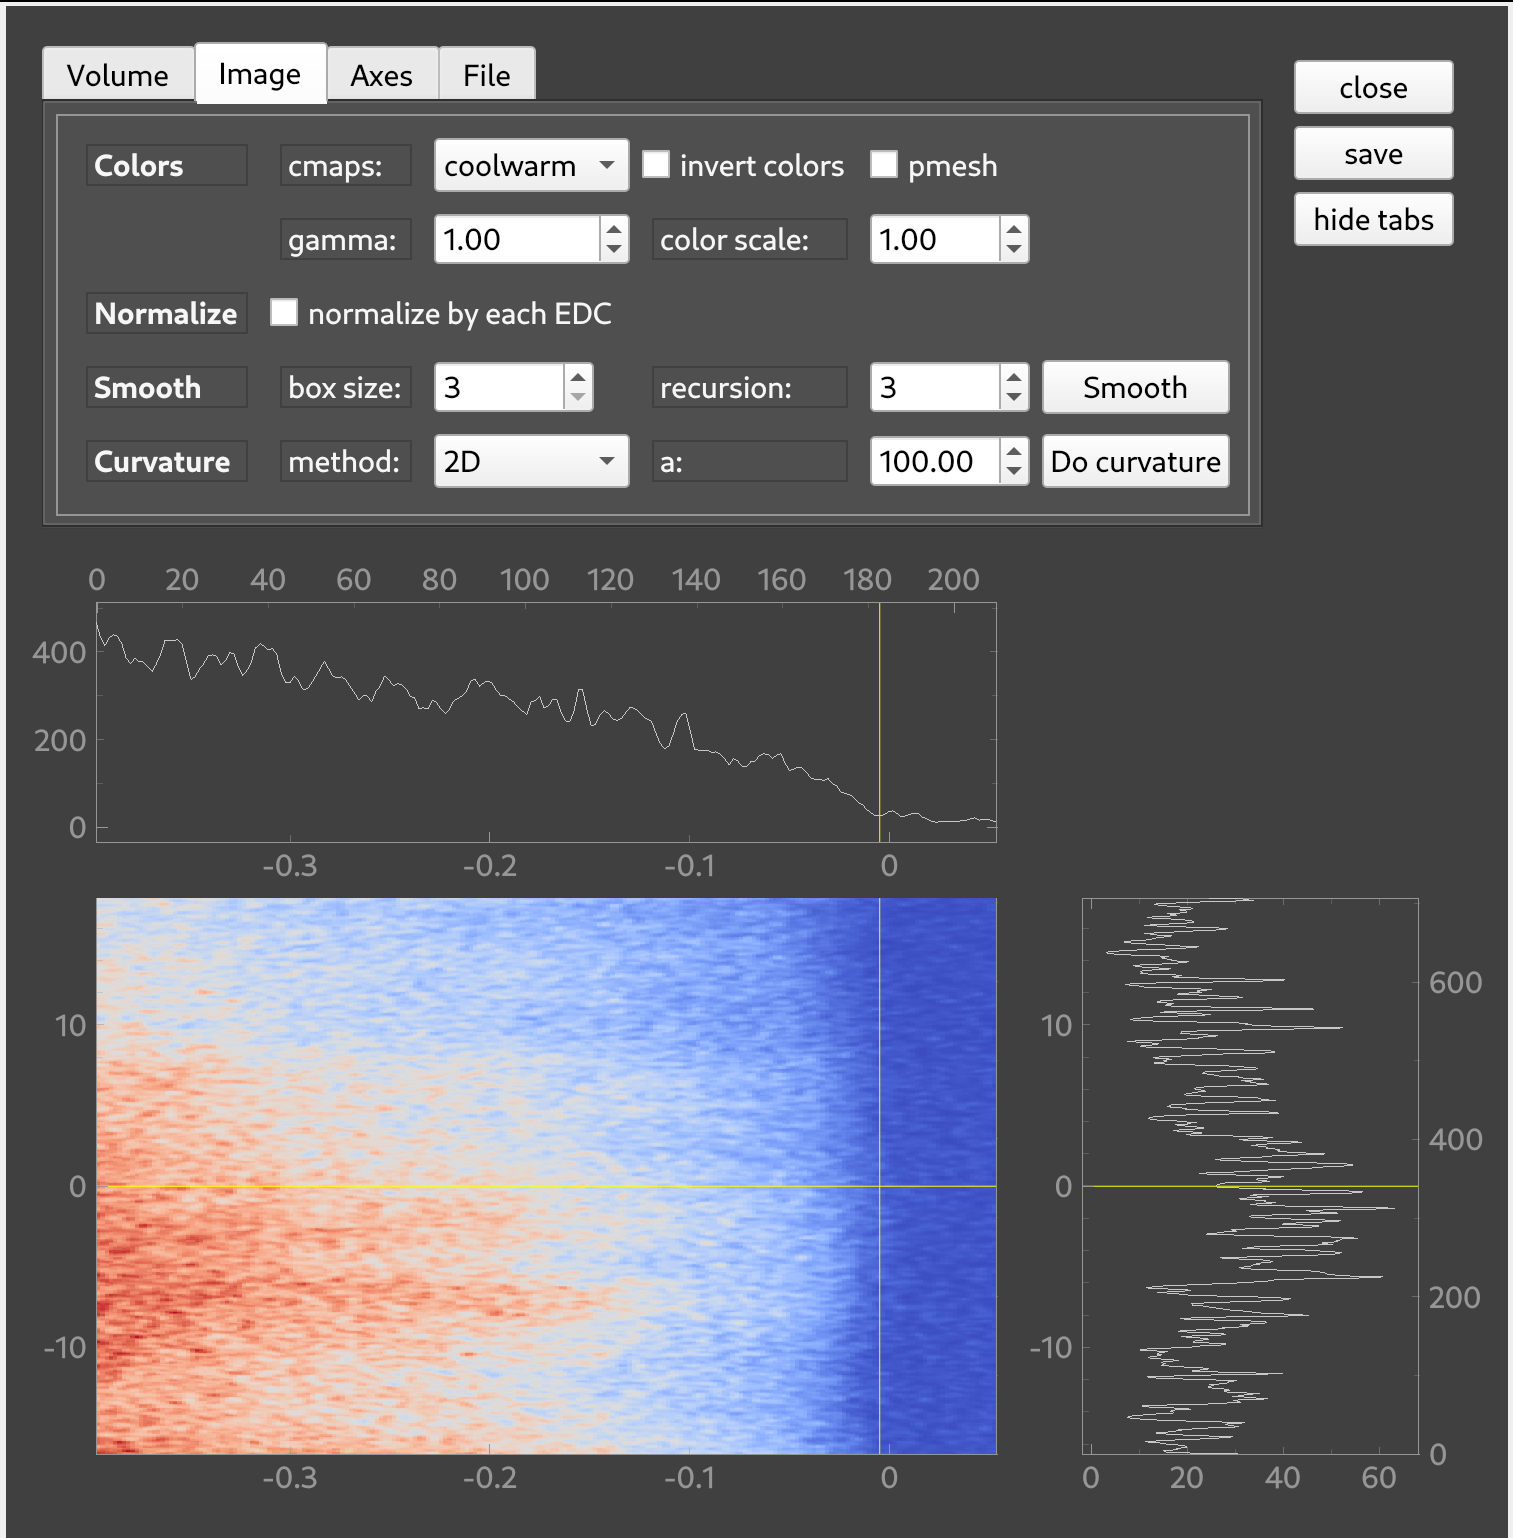 Volume Image Axes File
close
save
hide tabs
Colors cmaps: coolwarm invert colors pmesh
gamma: 1.00 color scale: 1.00
Normalize normalize by each EDC
Smooth box size: 3 recursion: 3 Smooth
Curvature method: 2D a: 100.00 Do curvature
0 20 40 60 80 100 120 140 160 180 200
400
200
0
-0.3 -0.2 -0.1 0
10
0
-10
-0.3 -0.2 -0.1 0
10
0
-10
600
400
200
0
0 20 40 60